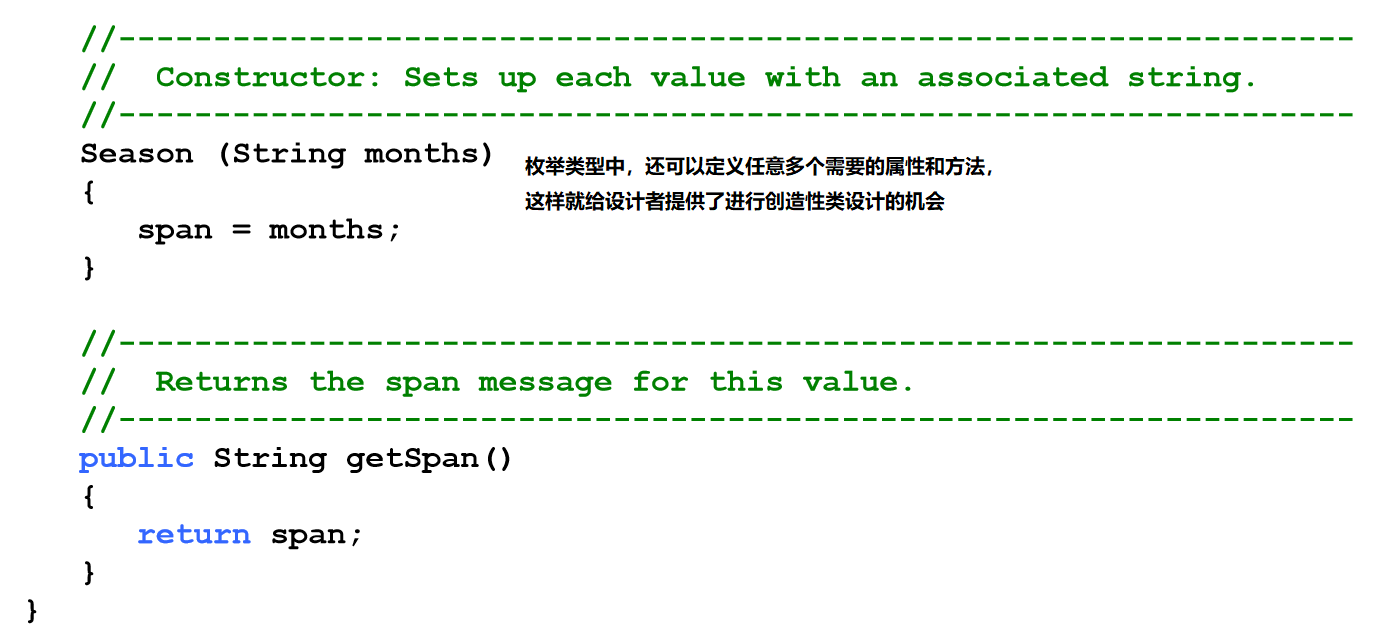 //-----------------------------------------------------------------
//  Constructor: Sets up each value with an associated string.
//-----------------------------------------------------------------
Season (String months)
枚举类型中，还可以定义任意多个需要的属性和方法，
{
这样就给设计者提供了进行创造性类设计的机会
   span = months;
}
//-----------------------------------------------------------------
//  Returns the span message for this value.
//-----------------------------------------------------------------
public String getSpan()
{
   return span;
}
}